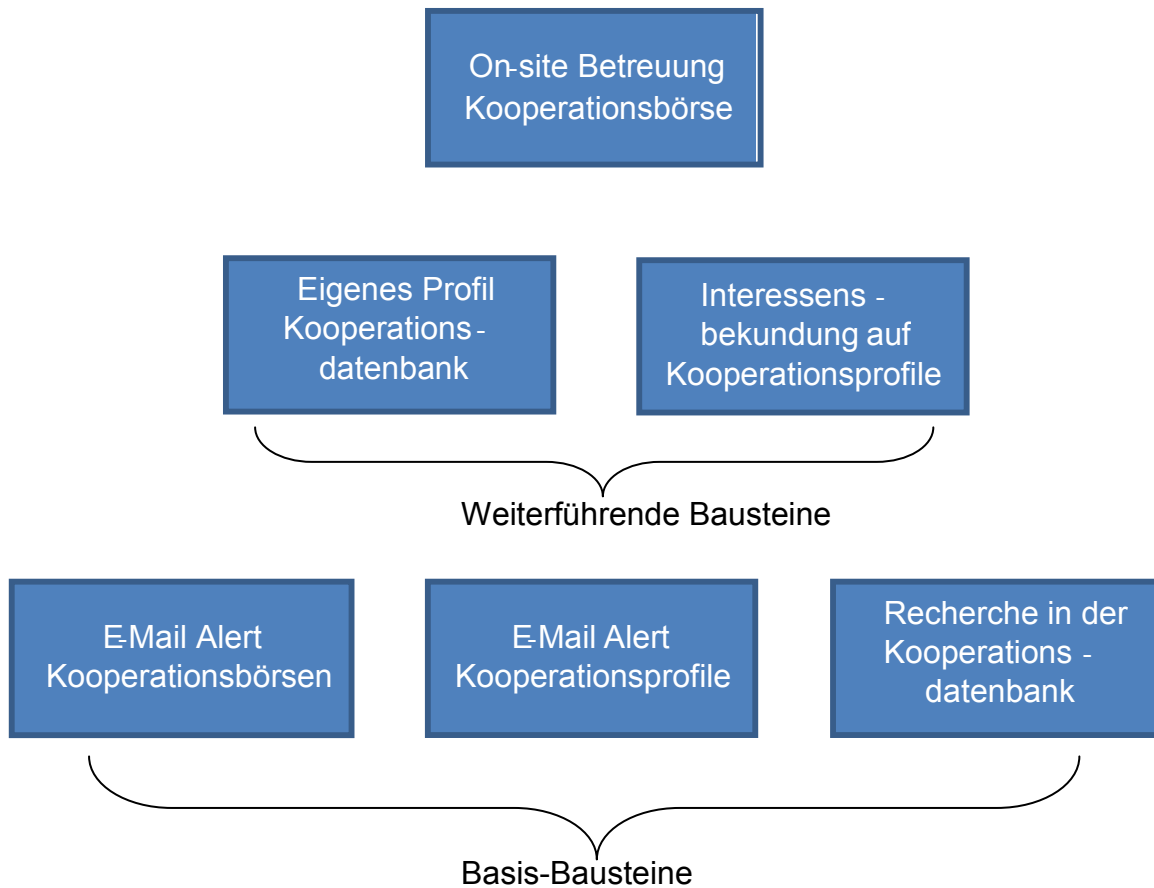 On-site Betreuung
Kooperationsbörse
Eigenes Profil
Kooperations -
datenbank
Interessens -
bekundung auf
Kooperationsprofile
Weiterführende Bausteine
E-Mail Alert
Kooperationsbörsen
E-Mail Alert
Kooperationsprofile
Recherche in der
Kooperations -
datenbank
Basis-Bausteine